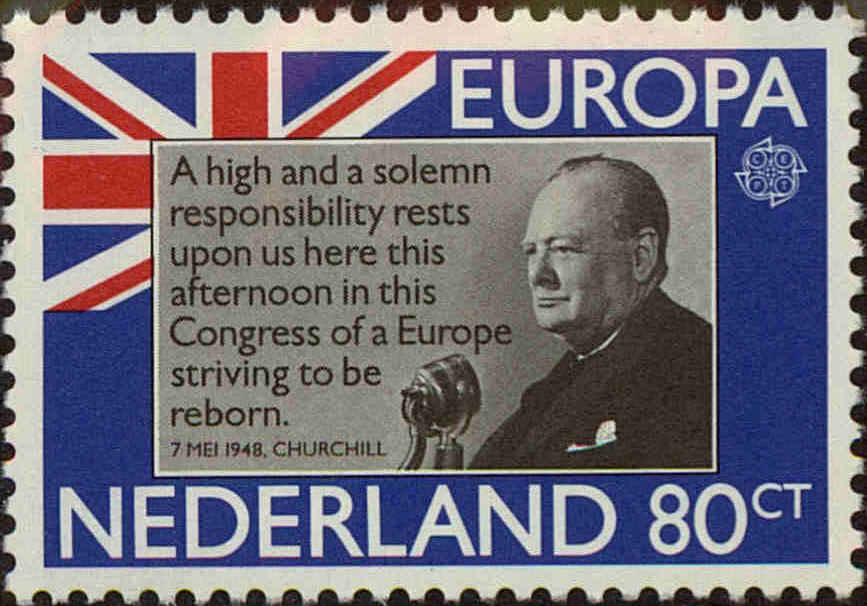 EUROPA
CEPT
A high and a solemn
responsibility rests
upon us here this
afternoon in this
Congress of a Europe
striving to be
reborn.
7 MEI 1948, CHURCHILL
NEDERLAND 80CT